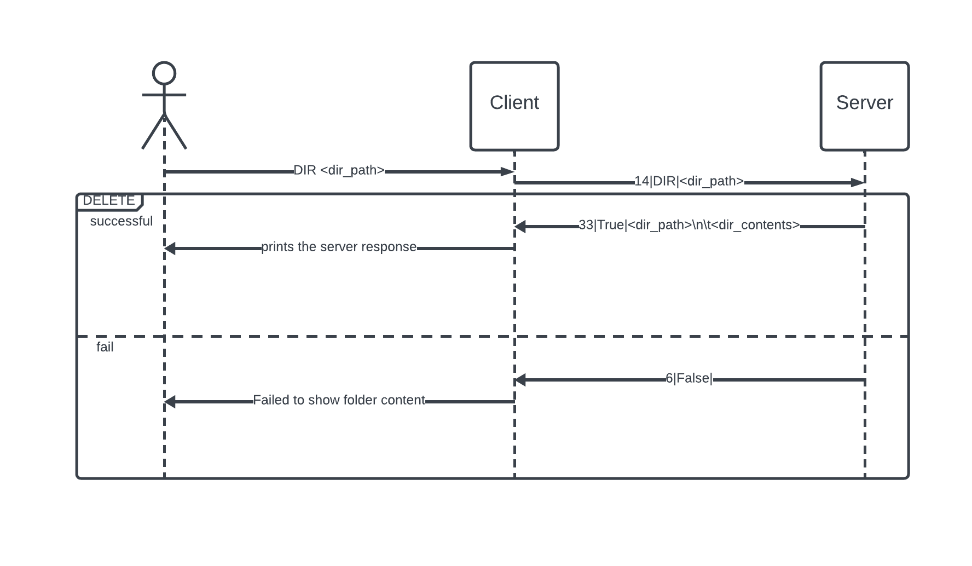 Client
Server
DIR <dir_path>
14|DIR|<dir_path>
DELETE
successful
33|True|<dir_path>\n\t<dir_contents>
prints the server response
fail
6|False|
Failed to show folder content